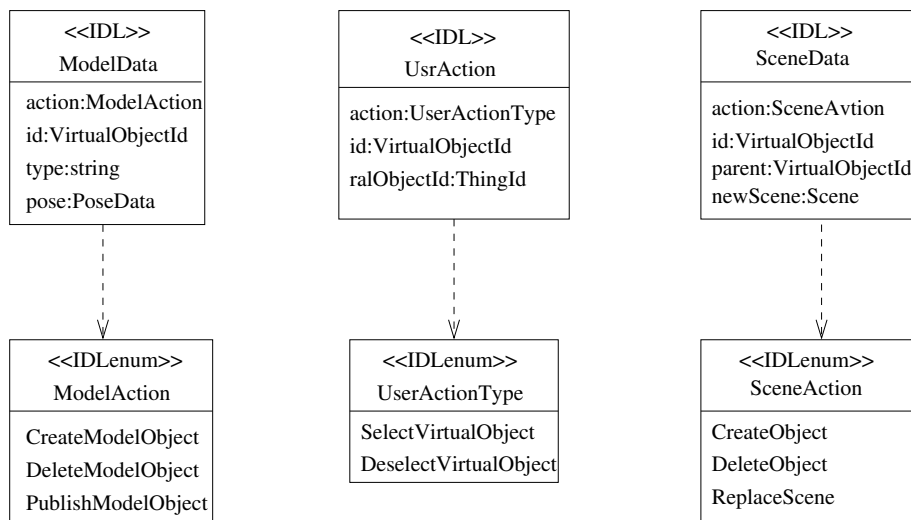 <<IDL>>
ModelData
action:ModelAction
id:VirtualObjectId
type:string
pose:PoseData
<<IDL>>
UsrAction
action:UserActionType
id:VirtualObjectId
ralObjectId:ThingId
<<IDL>>
SceneData
action:SceneAvtion
id:VirtualObjectId
parent:VirtualObjectId
newScene:Scene
<<IDLenum>>
ModelAction
CreateModelObject
DeleteModelObject
PublishModelObject
<<IDLenum>>
UserActionType
SelectVirtualObject
DeselectVirtualObject
<<IDLenum>>
SceneAction
CreateObject
DeleteObject
ReplaceScene